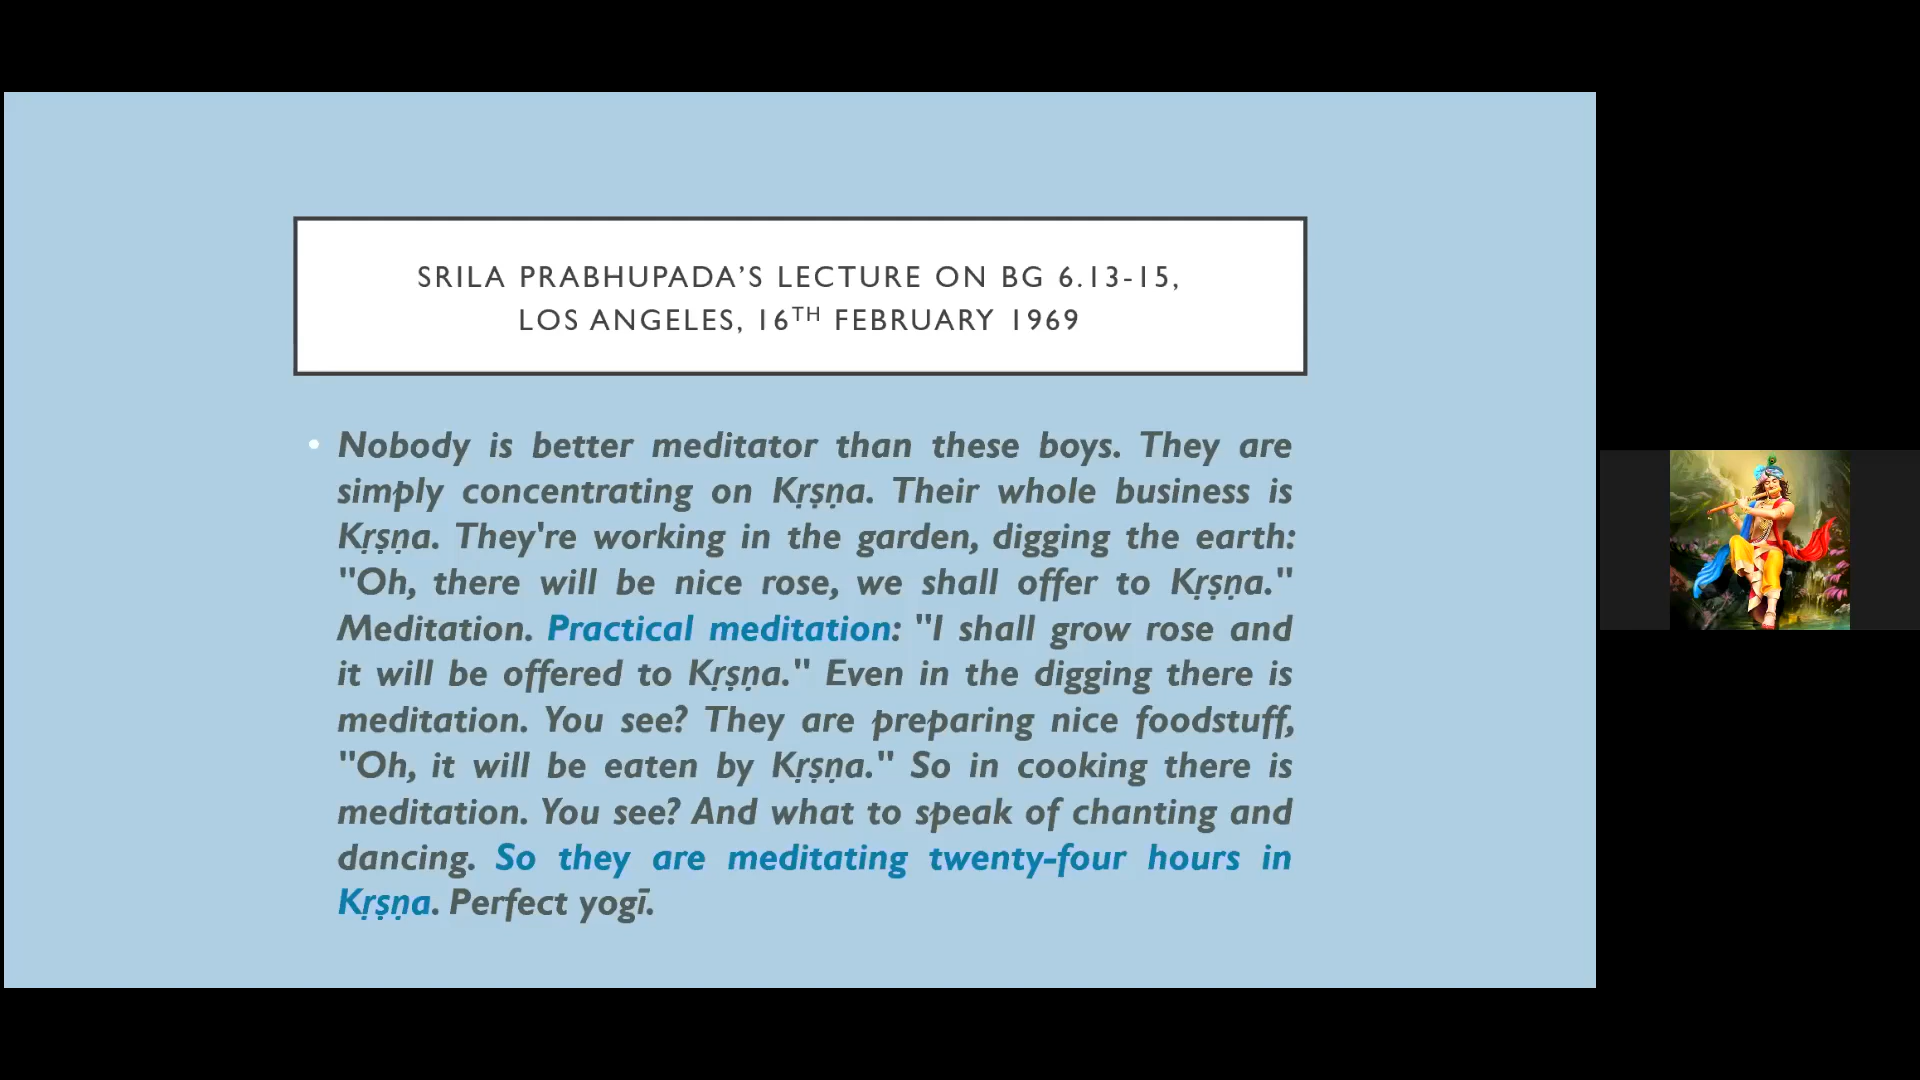 SRILA PRABHUPADA’S LECTURE ON BG 6.13-15,
LOS ANGELES, 16TH FEBRUARY 1969
• Nobody is better meditator than these boys. They are
simply concentrating on Kṛṣṇa. Their whole business is
Kṛṣṇa. They're working in the garden, digging the earth:
"Oh, there will be nice rose, we shall offer to Kṛṣṇa."
Meditation. Practical meditation: "I shall grow rose and
it will be offered to Kṛṣṇa." Even in the digging there is
meditation. You see? They are preparing nice foodstuff,
"Oh, it will be eaten by Kṛṣṇa." So in cooking there is
meditation. You see? And what to speak of chanting and
dancing. So they are meditating twenty-four hours in
Kṛṣṇa. Perfect yogī.